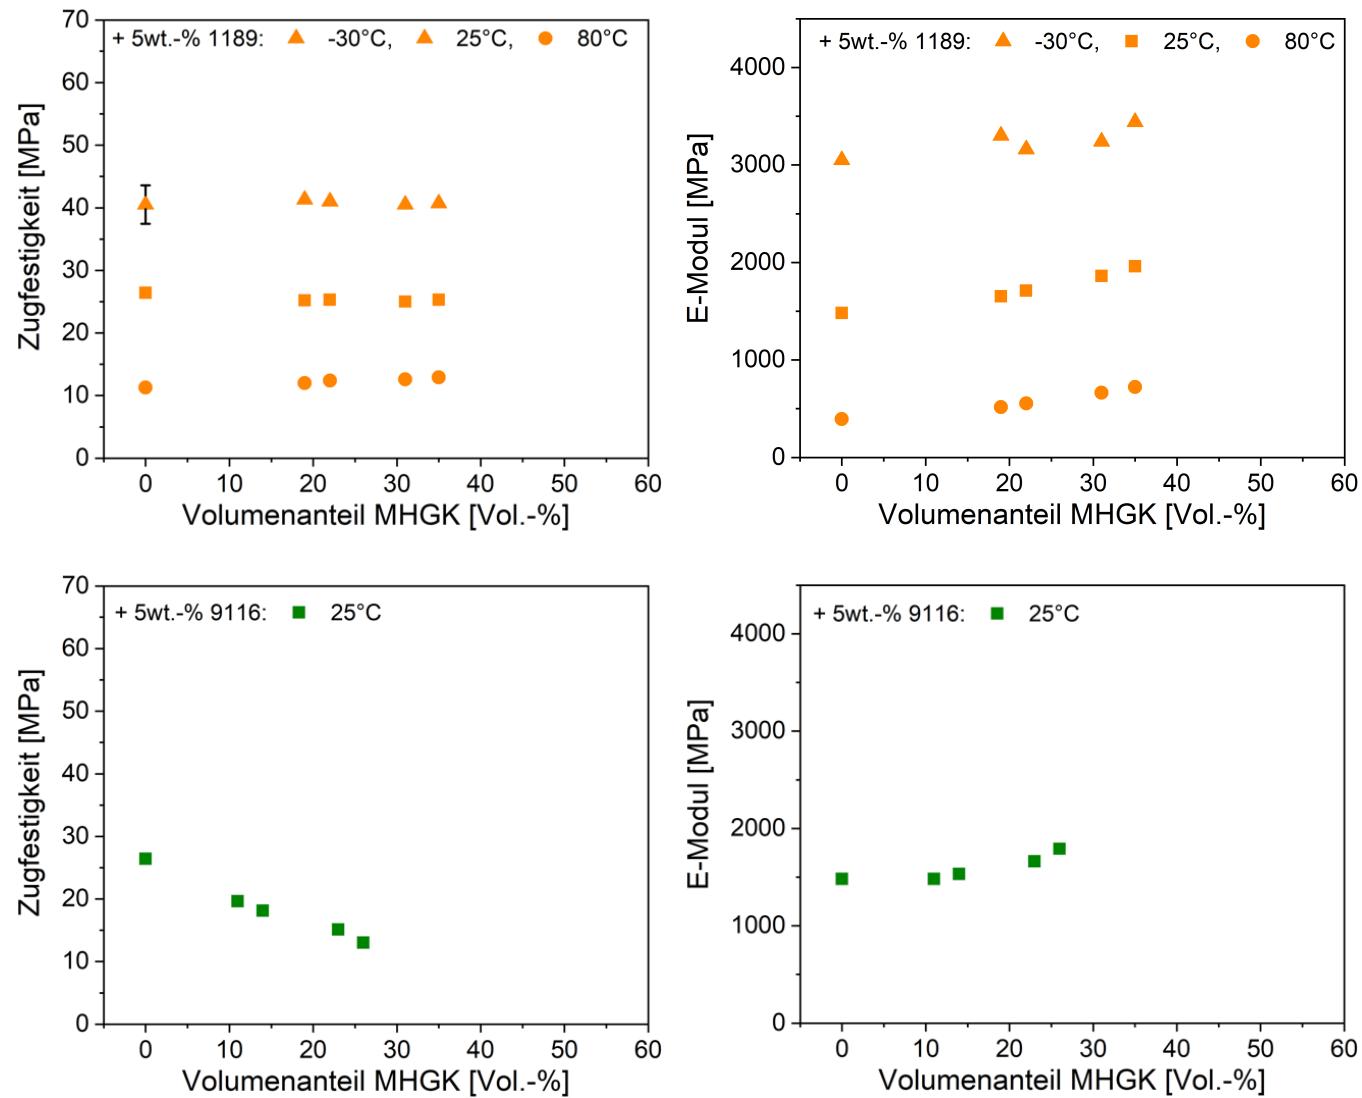 + 5wt.-% 1189: -30°C, 25°C, 80°C
70
60
50
40
30
20
10
0
Zugfestigkeit [MPa]
0 10 20 30 40 50 60
Volumenanteil MHGK [Vol.-%]
+ 5wt.-% 1189: -30°C, 25°C, 80°C
4000
3000
2000
1000
0
E-Modul [MPa]
0 10 20 30 40 50 60
Volumenanteil MHGK [Vol.-%]
+ 5wt.-% 9116: 25°C
70
60
50
40
30
20
10
0
Zugfestigkeit [MPa]
0 10 20 30 40 50 60
Volumenanteil MHGK [Vol.-%]
+ 5wt.-% 9116: 25°C
4000
3000
2000
1000
0
E-Modul [MPa]
0 10 20 30 40 50 60
Volumenanteil MHGK [Vol.-%]